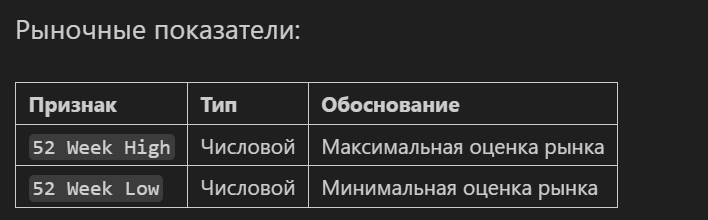 Рыночные показатели:
Признак Тип Обоснование
52 Week High Числовой Максимальная оценка рынка
52 Week Low Числовой Минимальная оценка рынка